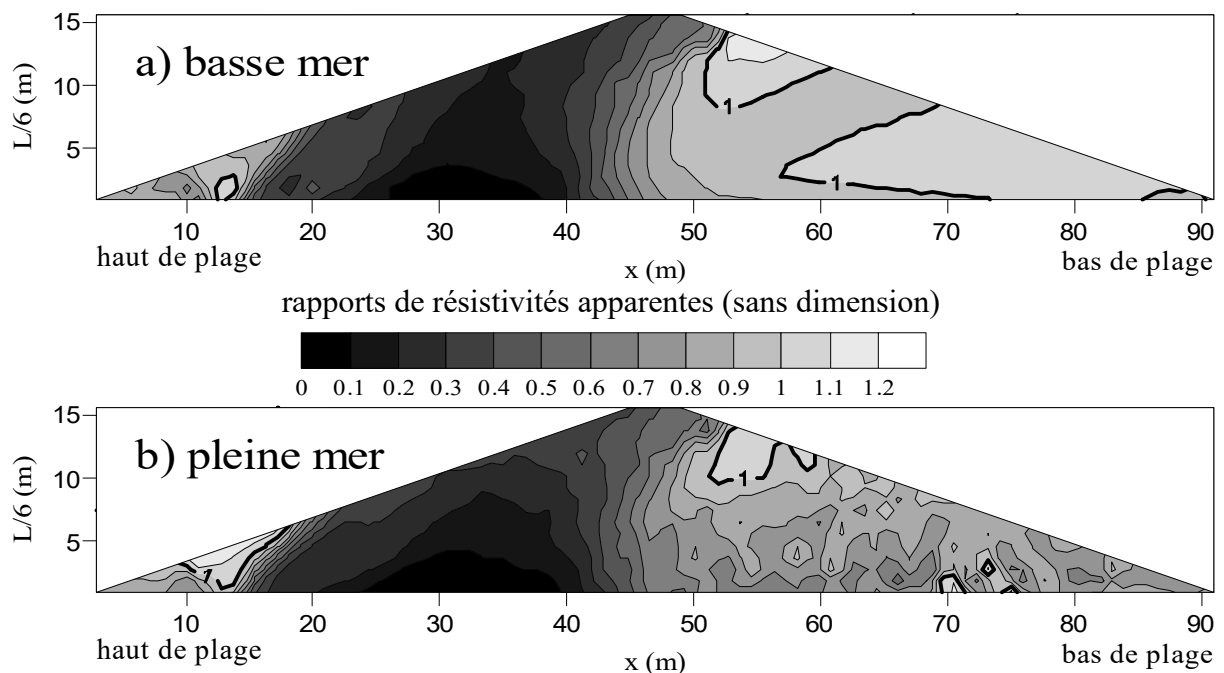 15
10
5
L/6 (m)
a) basse mer
1
1
1
10 20 30 40 50 60 70 80 90
haut de plage
x (m)
bas de plage
rapports de résistivités apparentes (sans dimension)
0 0.1 0.2 0.3 0.4 0.5 0.6 0.7 0.8 0.9 1 1.1 1.2
15
10
5
L/6 (m)
b) pleine mer
1
1
10 20 30 40 50 60 70 80 90
haut de plage
x (m)
bas de plage